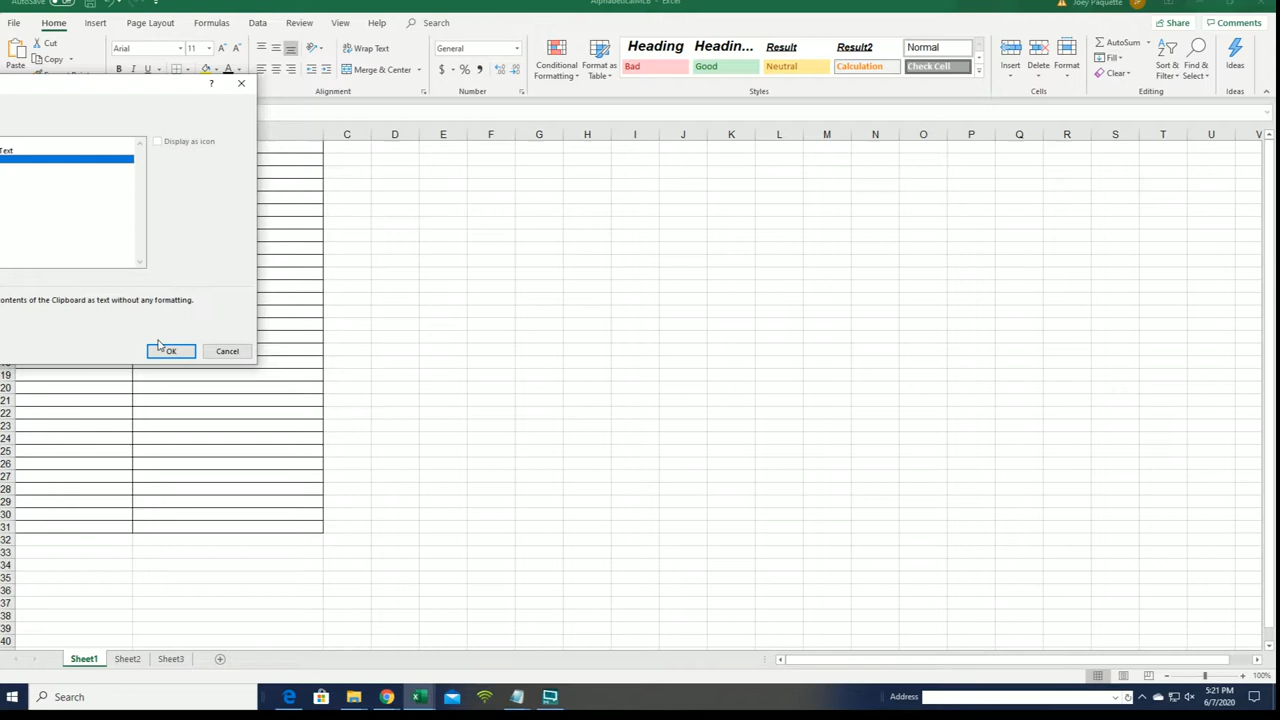 AutoSave Off AlphabetCallMLB - Excel Joey Paquette
File Home Insert Page Layout Formulas Data Review View Help Search Share Comments
Paste Cut Arial 11 Wrap Text General Conditional Formatting Format as Table Heading Headin... Result Result2 Normal Insert Delete Format AutoSum Sort & Filter Find & Select Ideas
Copy B I U Merge & Center $ % , Bad Good Neutral Calculation Check Cell Fill
Clear
Alignment Number Styles Cells Editing Ideas
C D E F G H I J K L M N O P Q R S T U V
Display as icon
Text
ontents of the Clipboard as text without any formatting.
OK Cancel
19
20
21
22
23
24
25
26
27
28
29
30
31
32
33
34
35
36
37
38
39
40
Sheet1 Sheet2 Sheet3
100%
Search Address 5:21 PM
6/7/2020